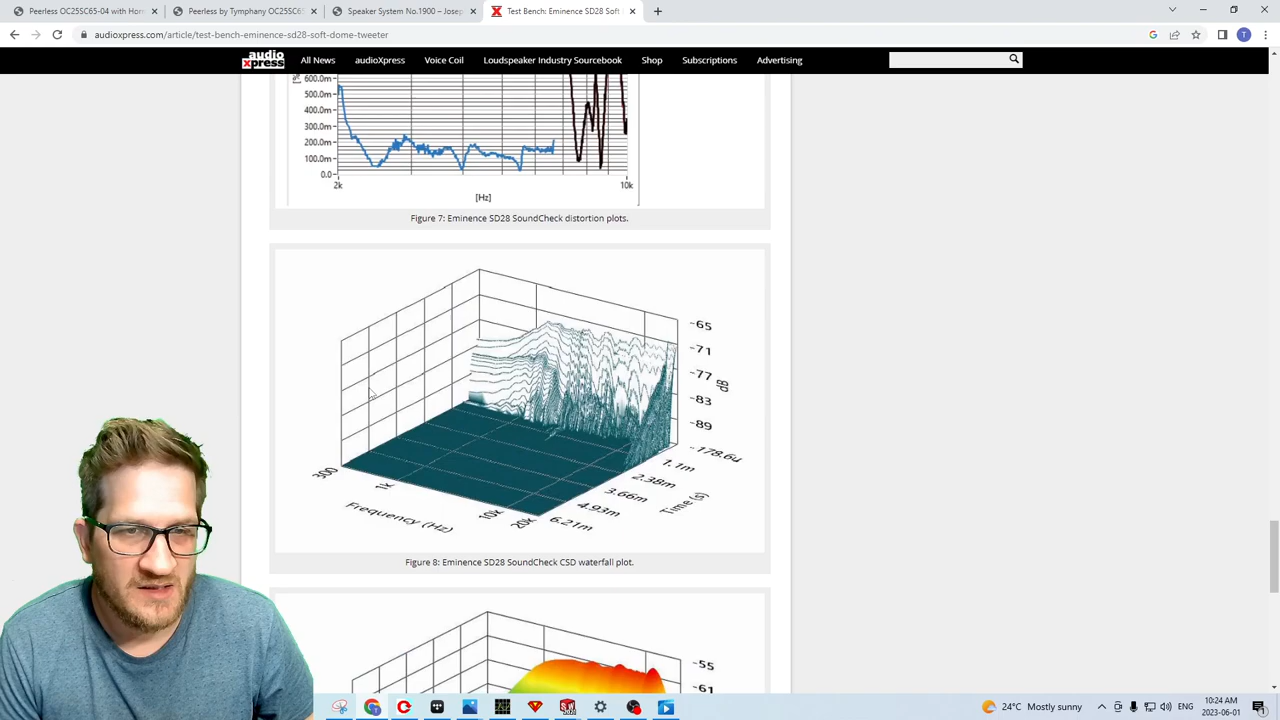 Peerless OC25SC65-04 with Hor
Peerless by Tymphany OC25C6
Speaker System No.1900 – Josep
Test Bench: Eminence SD28 Soft
audioxpress.com/article/test-bench-eminence-sd28-soft-dome-tweeter
audio xpress
All News
audioXpress
Voice Coil
Loudspeaker Industry Sourcebook
Shop
Subscriptions
Advertising
600.0m
500.0m
400.0m
300.0m
200.0m
100.0m
0.0
2k
10k
[Hz]
Figure 7: Eminence SD28 SoundCheck distortion plots.
-65
-71
-77
dB
-83
-89
-178.6u
1.1m
2.38m
3.66m
4.93m
6.21m
Time (s)
300
1k
10k
20k
Frequency (Hz)
Figure 8: Eminence SD28 SoundCheck CSD waterfall plot.
-55
-61
24°C Mostly sunny
ENG
10:24 AM
2023-06-01